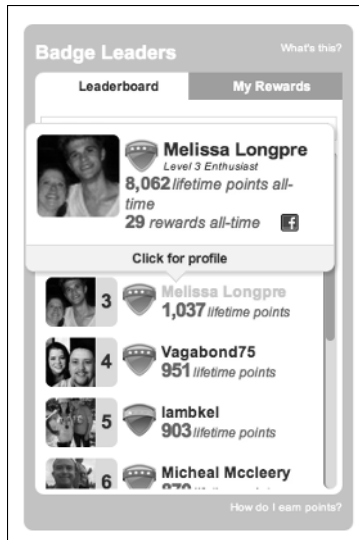 Badge Leaders
What's this?
Leaderboard
My Rewards
Melissa Longpre
Level 3 Enthusiast
8,062 lifetime points all-
time
29 rewards all-time
Click for profile
3
Melissa Longpre
1,037 lifetime points
4
Vagabond75
951 lifetime points
5
lambkel
903 lifetime points
6
Micheal Mccleery
lifetime points
How do I earn points?